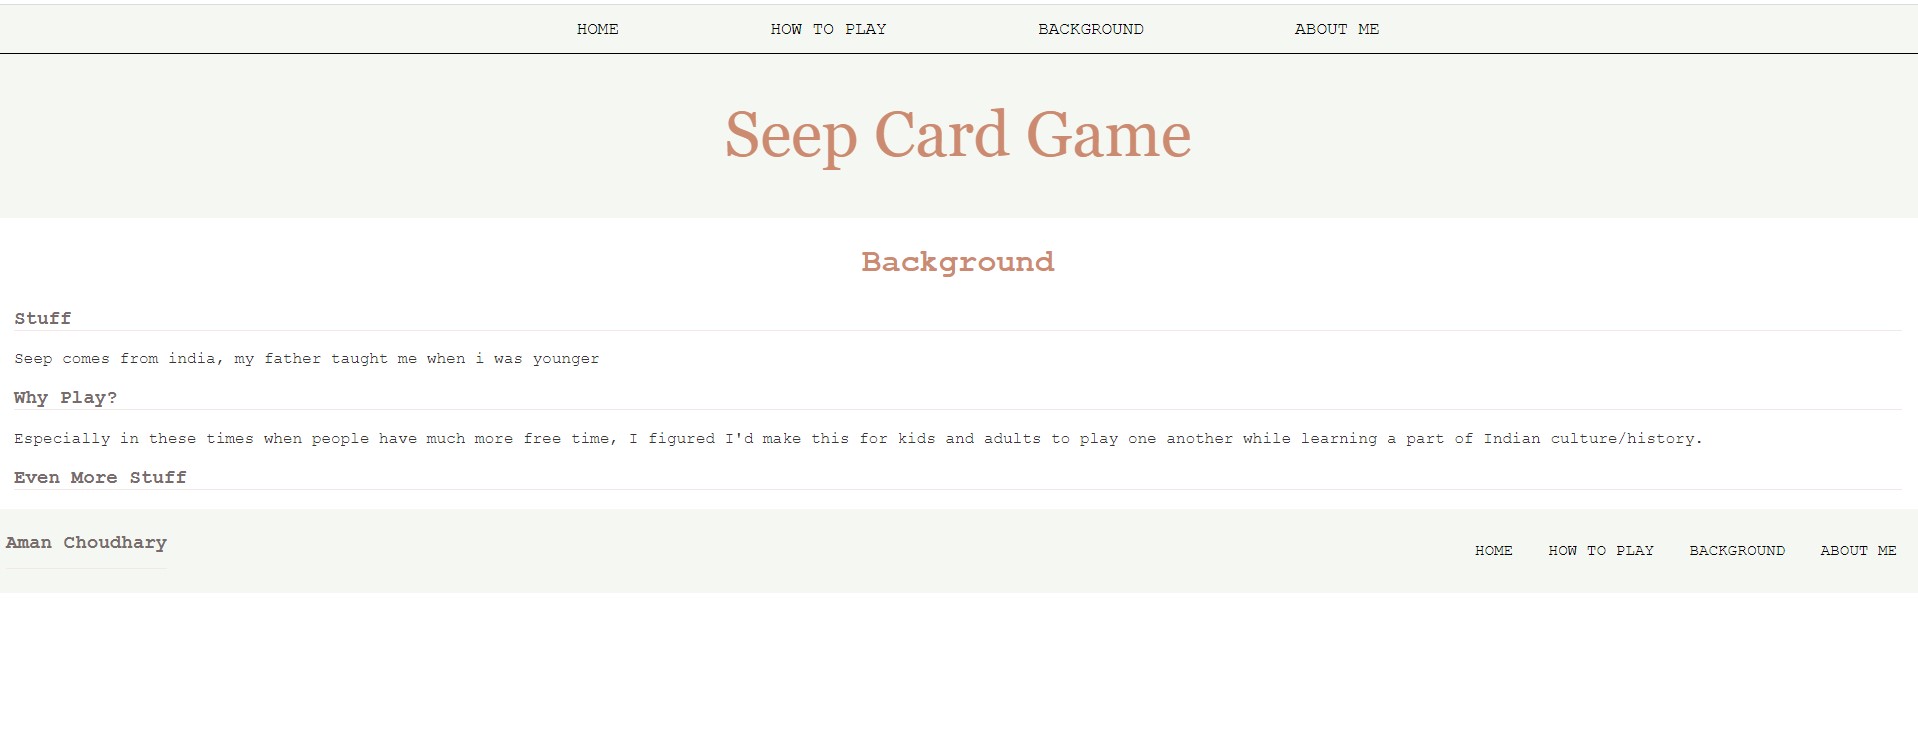 HOME HOW TO PLAY BACKGROUND ABOUT ME
Seep Card Game
Background
Stuff
Seep comes from india, my father taught me when i was younger
Why Play?
Especially in these times when people have much more free time, I figured I'd make this for kids and adults to play one another while learning a part of Indian culture/history.
Even More Stuff
Aman Choudhary
HOME HOW TO PLAY BACKGROUND ABOUT ME